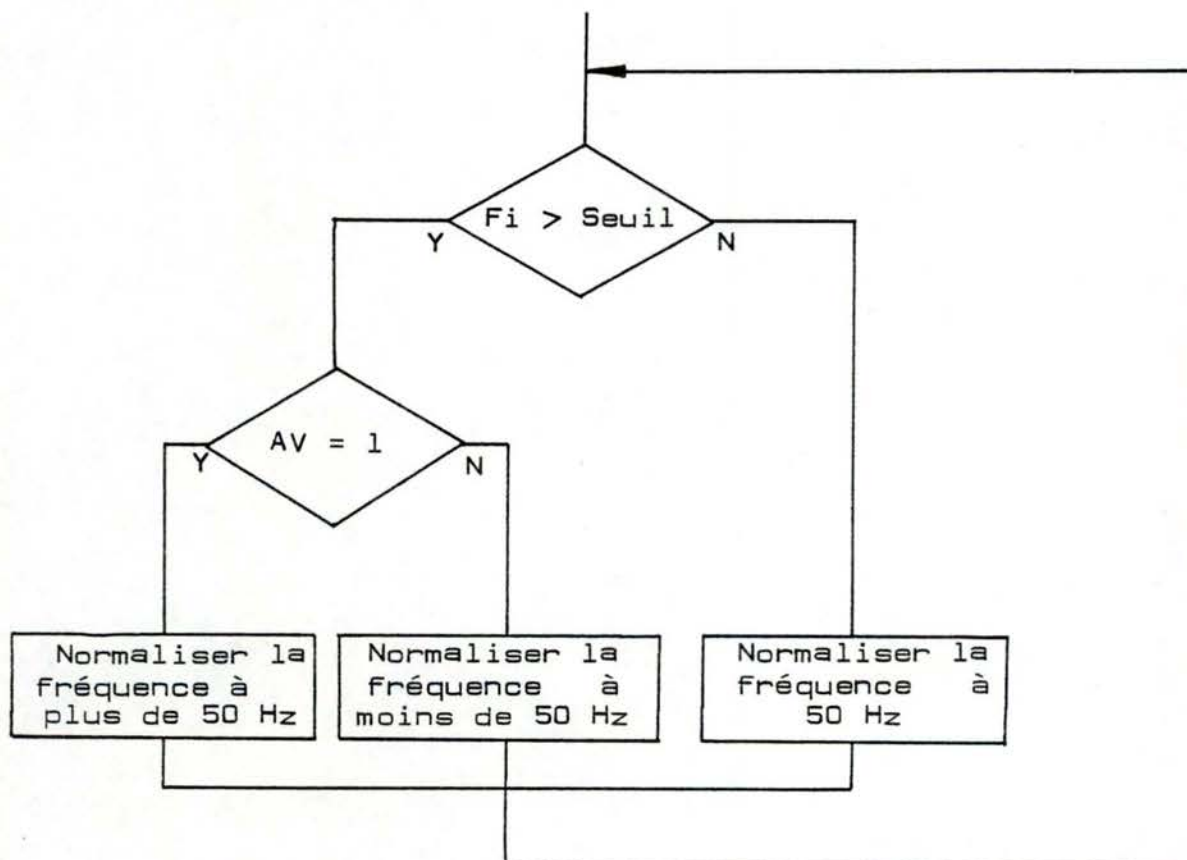 Fi > Seuil
Y
N
AV = 1
Y
N
Normaliser la
fréquence à
plus de 50 Hz
Normaliser la
fréquence à
moins de 50 Hz
Normaliser la
fréquence à
50 Hz